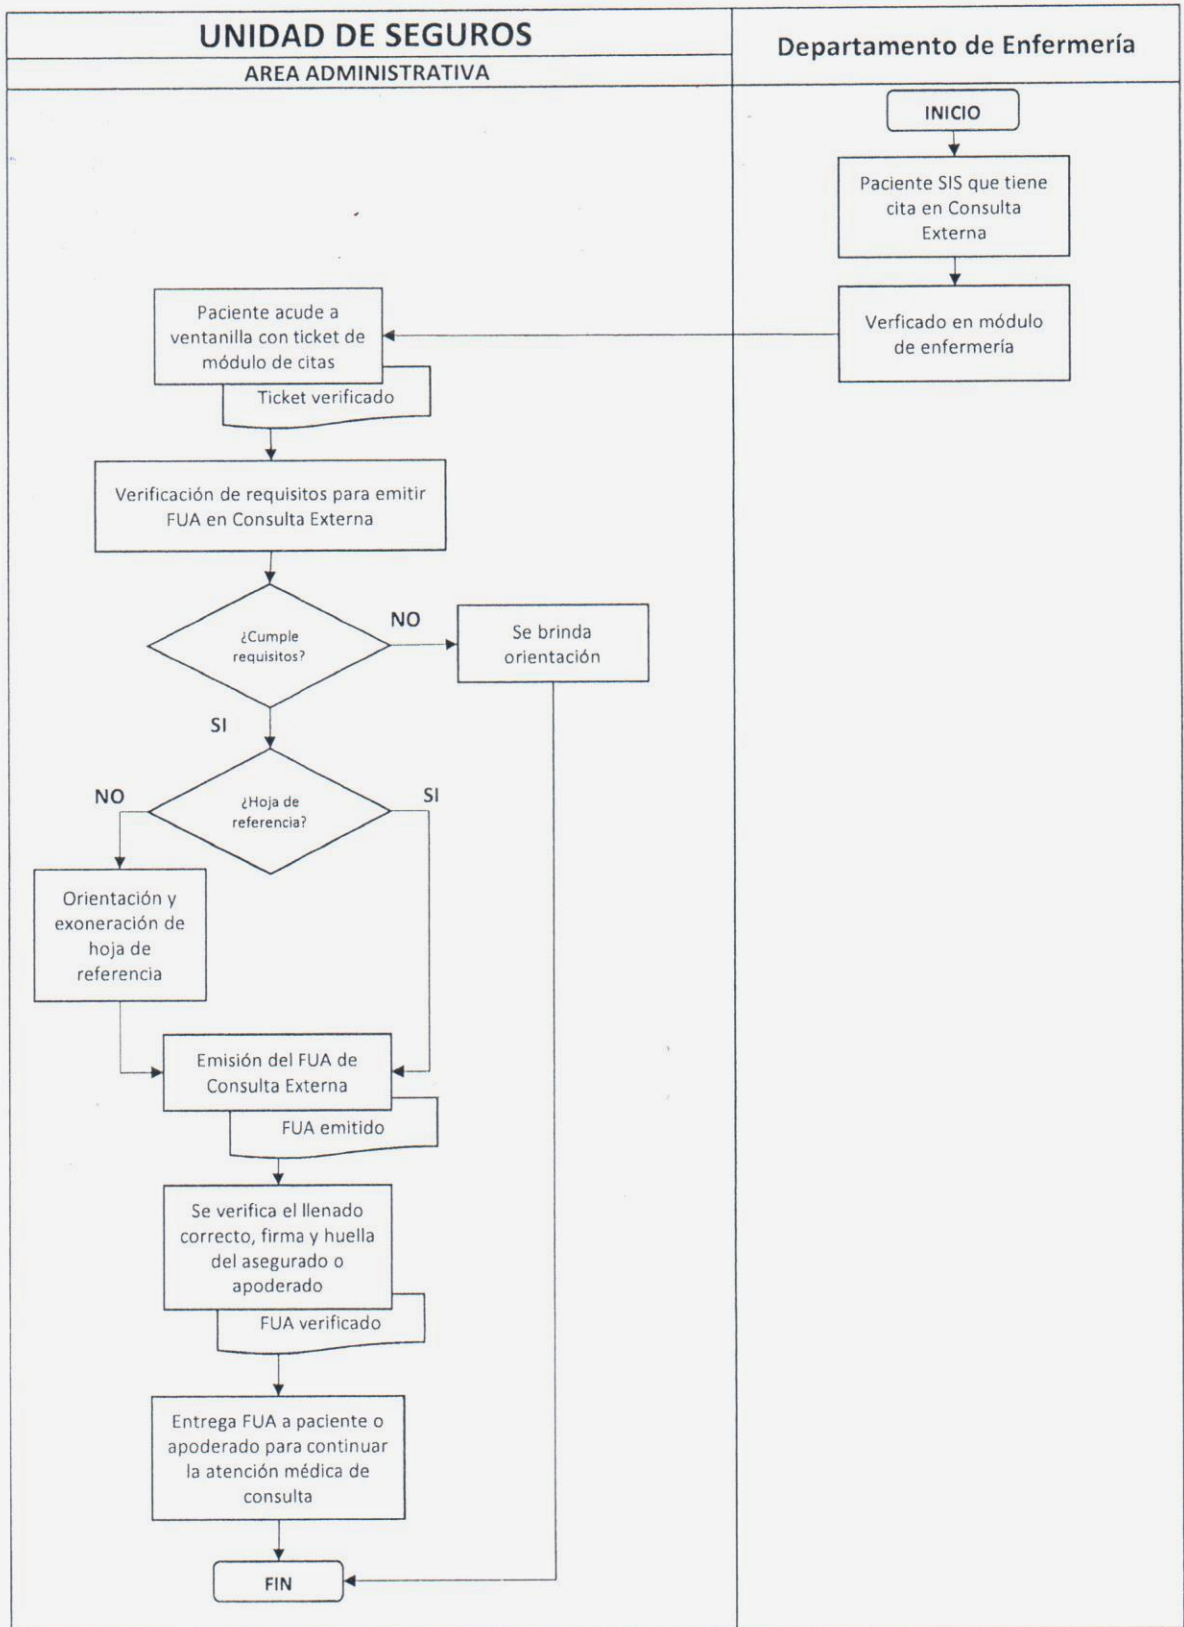 UNIDAD DE SEGUROS
AREA ADMINISTRATIVA
Departamento de Enfermería
INICIO
Paciente SIS que tiene
cita en Consulta
Externa
Verficado en módulo
de enfermería
Paciente acude a
ventanilla con ticket de
módulo de citas
Ticket verificado
Verificación de requisitos para emitir
FUA en Consulta Externa
¿Cumple
requisitos?
NO
Se brinda
orientación
SI
¿Hoja de
referencia?
NO
SI
Orientación y
exoneración de
hoja de
referencia
Emisión del FUA de
Consulta Externa
FUA emitido
Se verifica el llenado
correcto, firma y huella
del asegurado o
apoderado
FUA verificado
Entrega FUA a paciente o
apoderado para continuar
la atención médica de
consulta
FIN